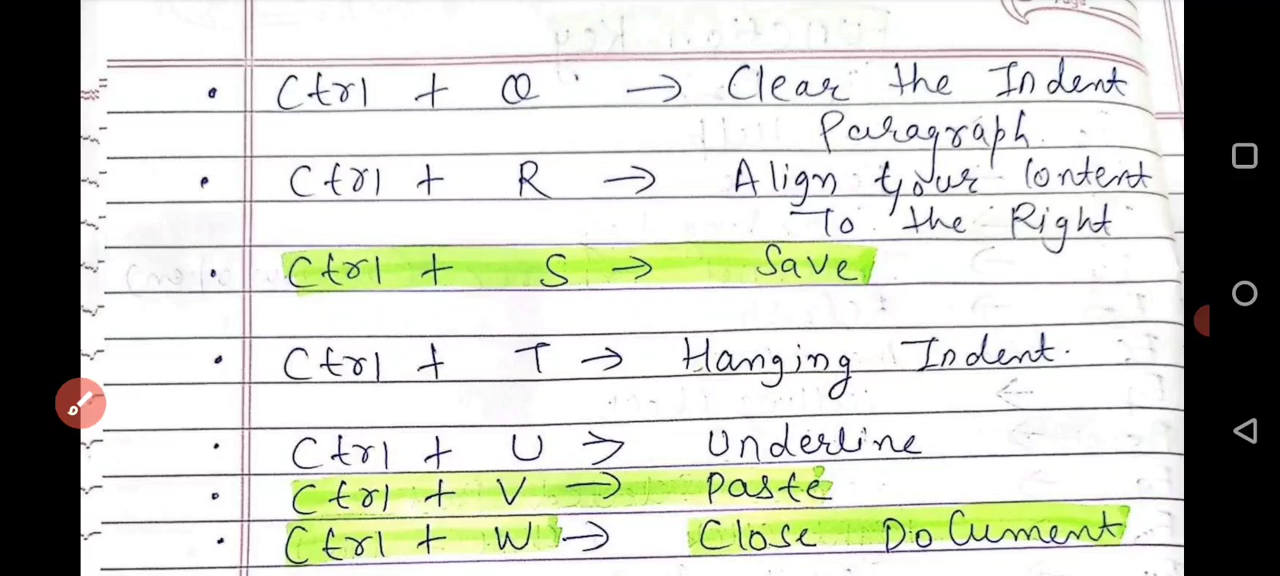 Ctrl + Q → Clear the Indent
Paragraph.
Ctrl + R → Align your Content
To the Right
Ctrl + S → Save
Ctrl + T → Hanging Indent.
Ctrl + U → Underline
Ctrl + V → Paste
Ctrl + W → Close Document